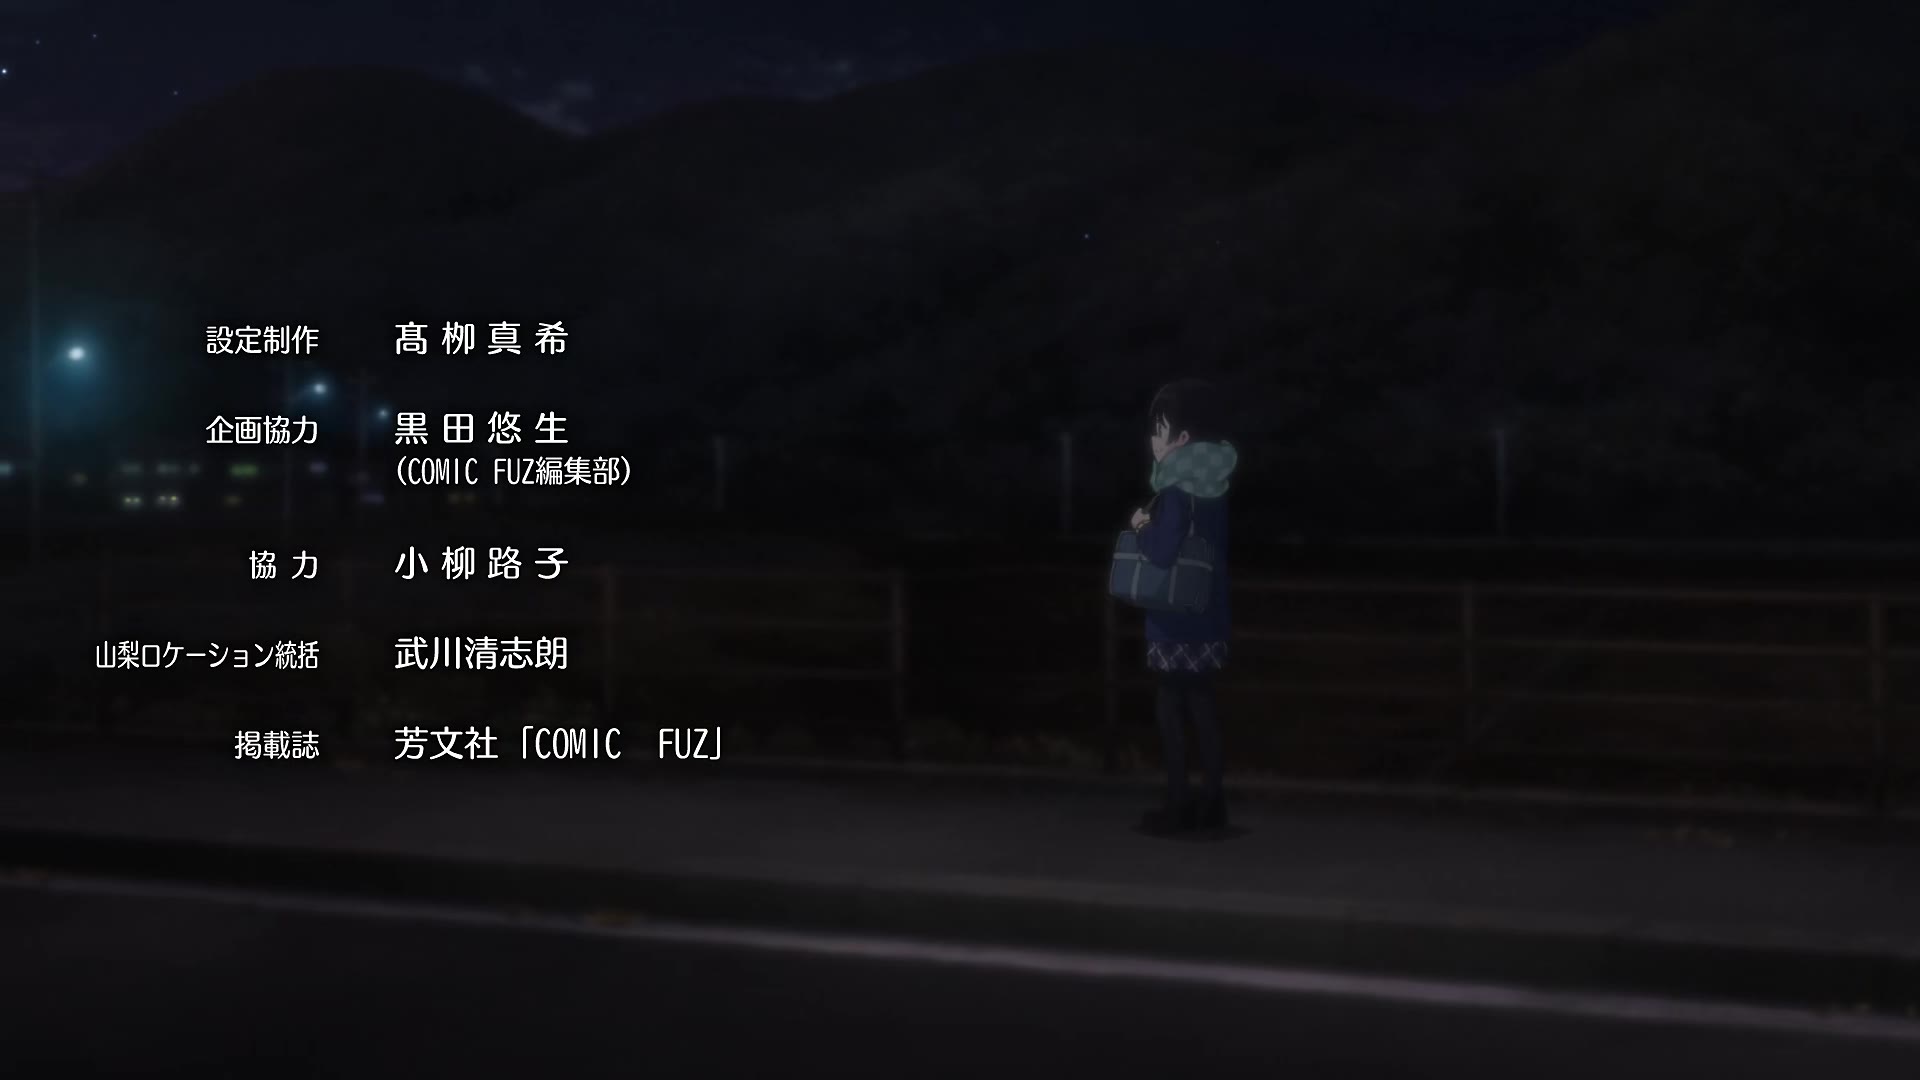 設定制作 髙柳真希
企画協力 黒田悠生
(COMIC FUZ編集部)
協力 小柳路子
山梨ロケーション統括 武川清志朗
掲載誌 芳文社「COMIC FUZ」